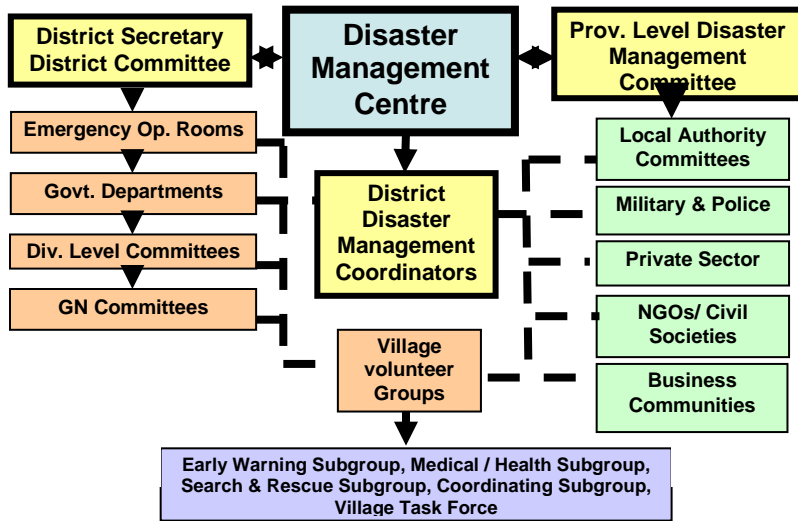 District Secretary
District Committee
Disaster
Management
Centre
Prov. Level Disaster
Management
Committee
Emergency Op. Rooms
Govt. Departments
Div. Level Committees
GN Committees
District
Disaster
Management
Coordinators
Local Authority
Committees
Military & Police
Private Sector
NGOs/ Civil
Societies
Business
Communities
Village
volunteer
Groups
Early Warning Subgroup, Medical / Health Subgroup,
Search & Rescue Subgroup, Coordinating Subgroup,
Village Task Force